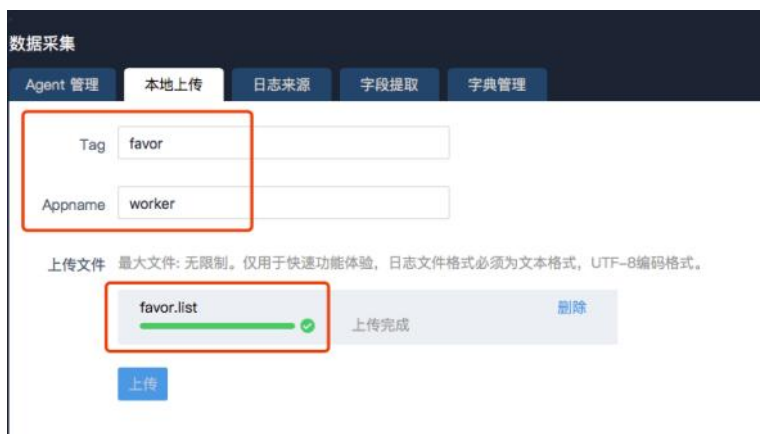 数据采集
Agent 管理 本地上传 日志来源 字段提取 字典管理
Tag favor
Appname worker
上传文件 最大文件: 无限制。仅用于快速功能体验，日志文件格式必须为文本格式，UTF-8编码格式。
favor.list 上传完成 删除
上传